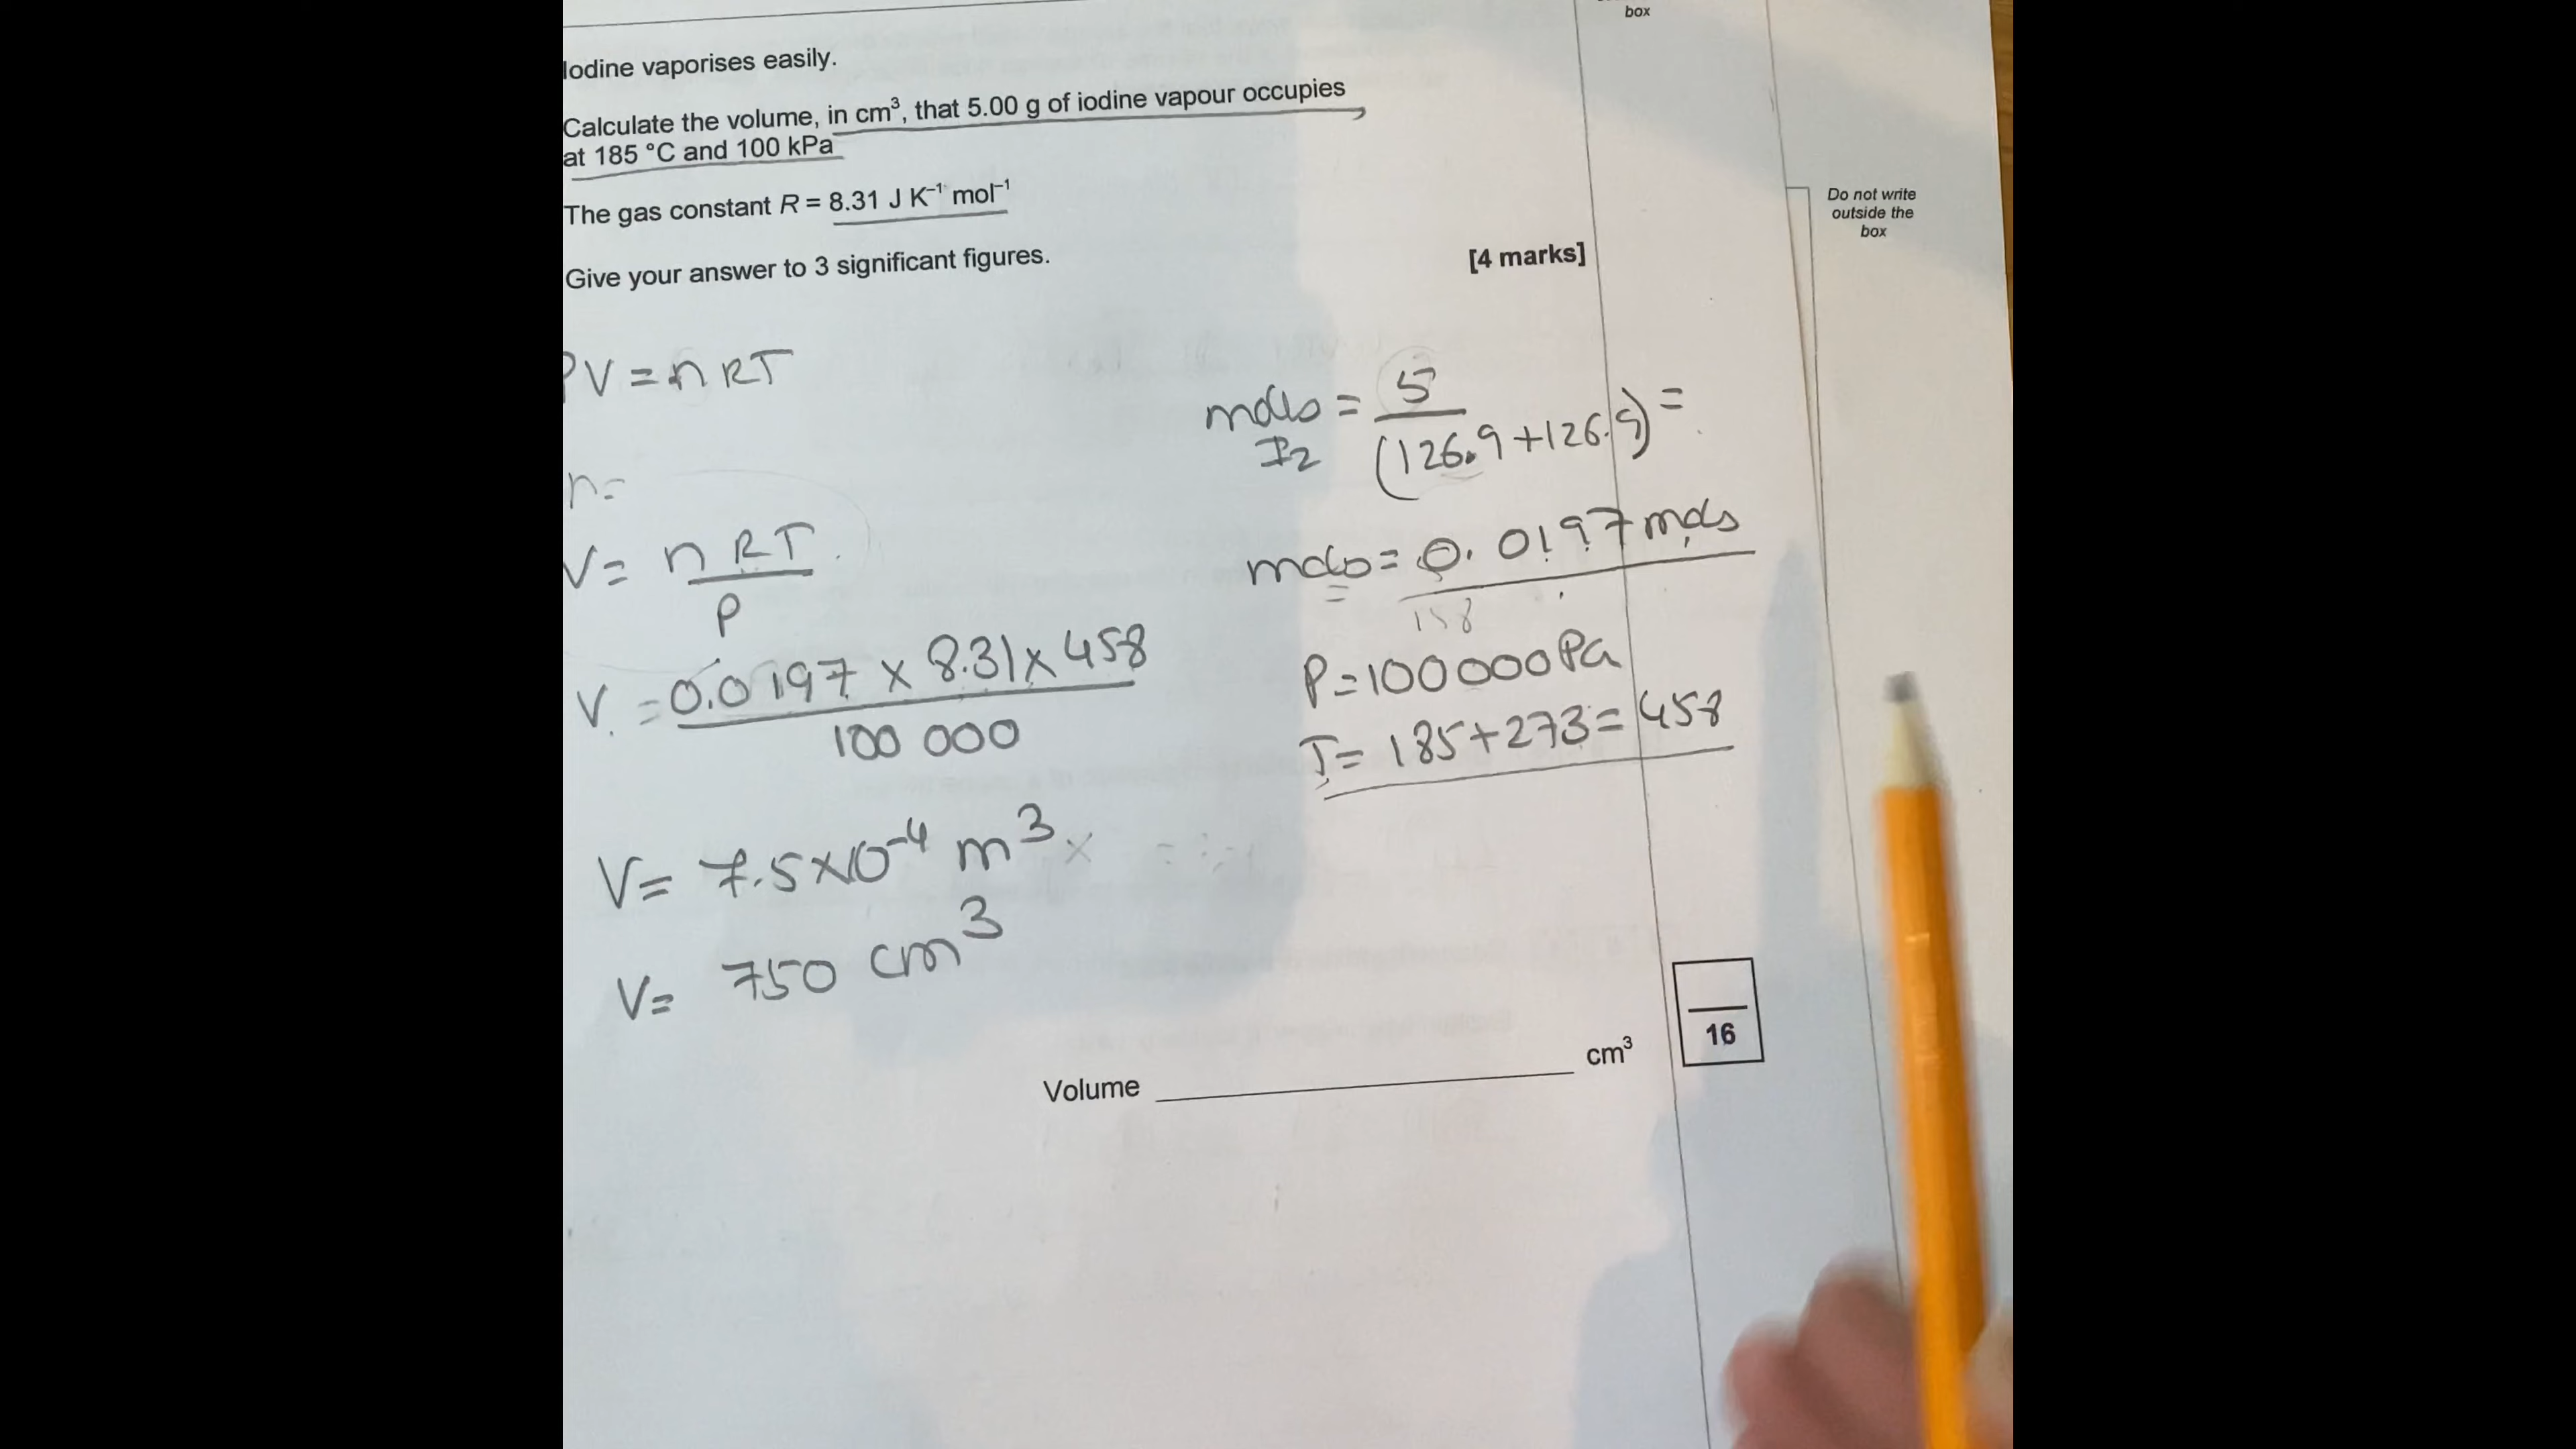 box
Iodine vaporises easily.
Calculate the volume, in cm³, that 5.00 g of iodine vapour occupies
at 185 °C and 100 kPa
The gas constant R = 8.31 J K⁻¹ mol⁻¹
Give your answer to 3 significant figures.
[4 marks]
Do not write
outside the
box
PV = nRT
n=
V = nRT
P
V = 0.0197 x 8.31 x 458
100 000
V = 7.5x10⁻⁴ m³ x
V = 750 cm³
moles = 5
I2 (126.9 + 126.9) =
moles = 0.0197 mols
158
P = 100 000 Pa
T = 185 + 273 = 458
Volume cm³
16